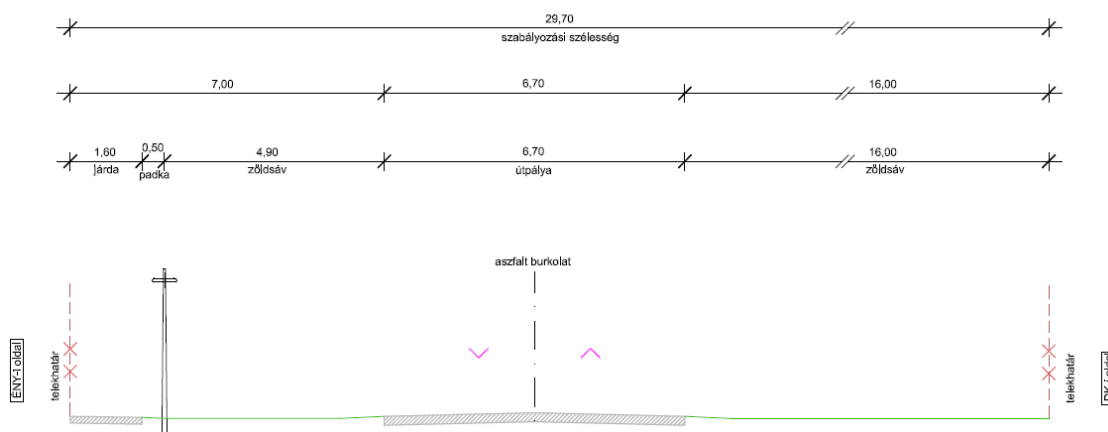 29,70
szabályozási szélesség
7,00 6,70 16,00
1,60 0,50 4,90 6,70 16,00
járda padka zöldsáv útpálya zöldsáv
aszfalt burkolat
ÉNY-i oldal
telekhatár
telekhatár